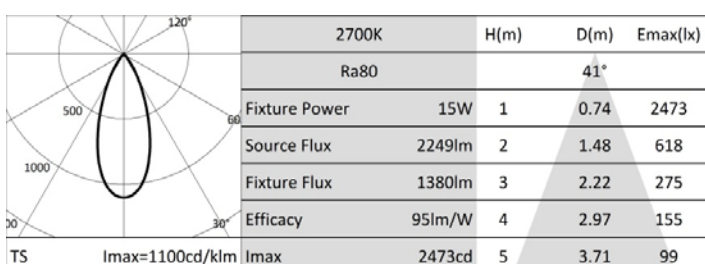 120°
500
60
1000
00
30°
TS Imax=1100cd/klm
2700K H(m) D(m) Emax(lx)
Ra80 41°
Fixture Power 15W 1 0.74 2473
Source Flux 2249lm 2 1.48 618
Fixture Flux 1380lm 3 2.22 275
Efficacy 95lm/W 4 2.97 155
Imax 2473cd 5 3.71 99